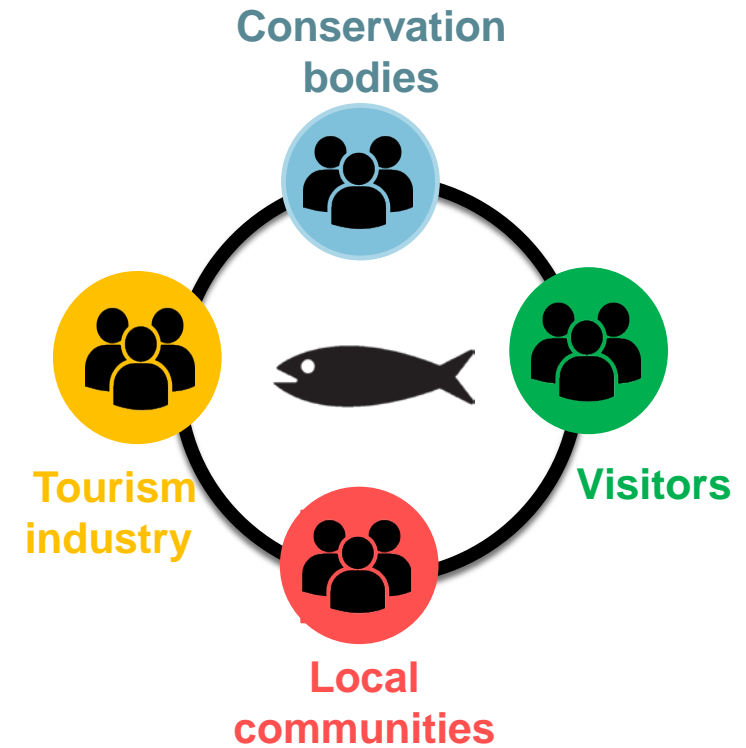 Conservation
bodies
Tourism
industry
Visitors
Local
communities